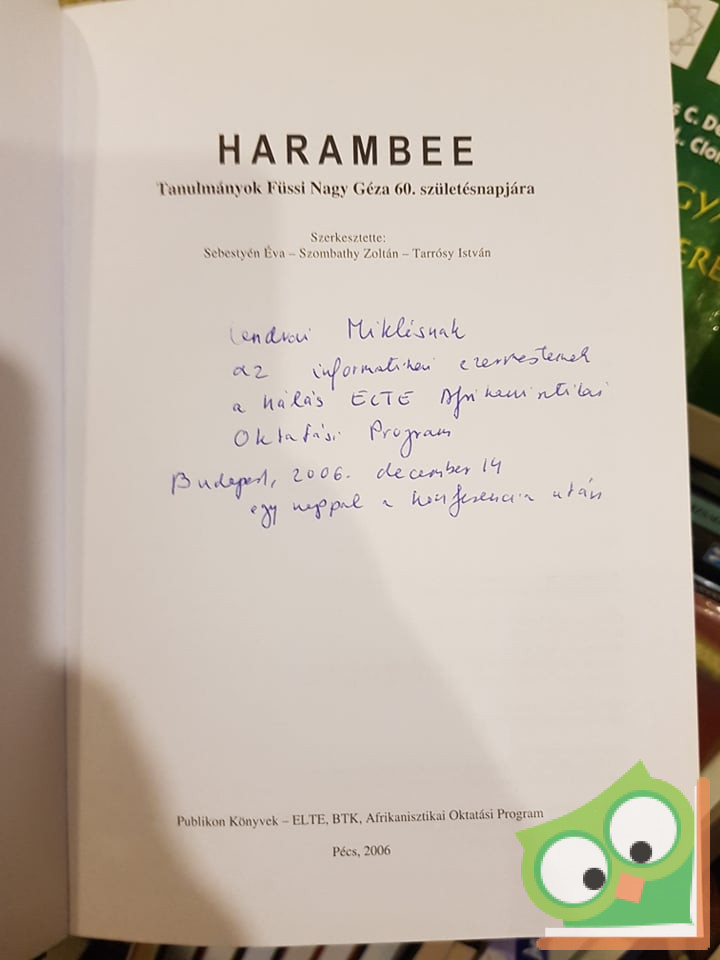 HARAMBEE
Tanulmányok Füssi Nagy Géza 60. születésnapjára
Szerkesztette:
Sebestyén Éva – Szombathy Zoltán – Tarrósy István
Lendvai Miklósnak
az informatikai ezermesternek
a hálás ELTE Afrikanisztikai
Oktatási Program
Budapest, 2006. december 14
egy nappal a konferencia után
Publikon Könyvek – ELTE, BTK, Afrikanisztikai Oktatási Program
Pécs, 2006